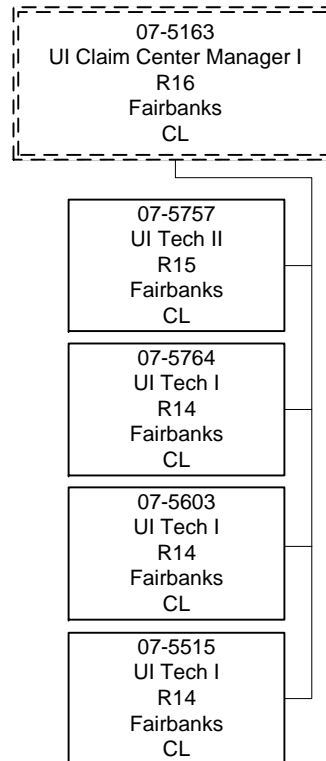 07-5163
UI Claim Center Manager I
R16
Fairbanks
CL
07-5757
UI Tech II
R15
Fairbanks
CL
07-5764
UI Tech I
R14
Fairbanks
CL
07-5603
UI Tech I
R14
Fairbanks
CL
07-5515
UI Tech I
R14
Fairbanks
CL